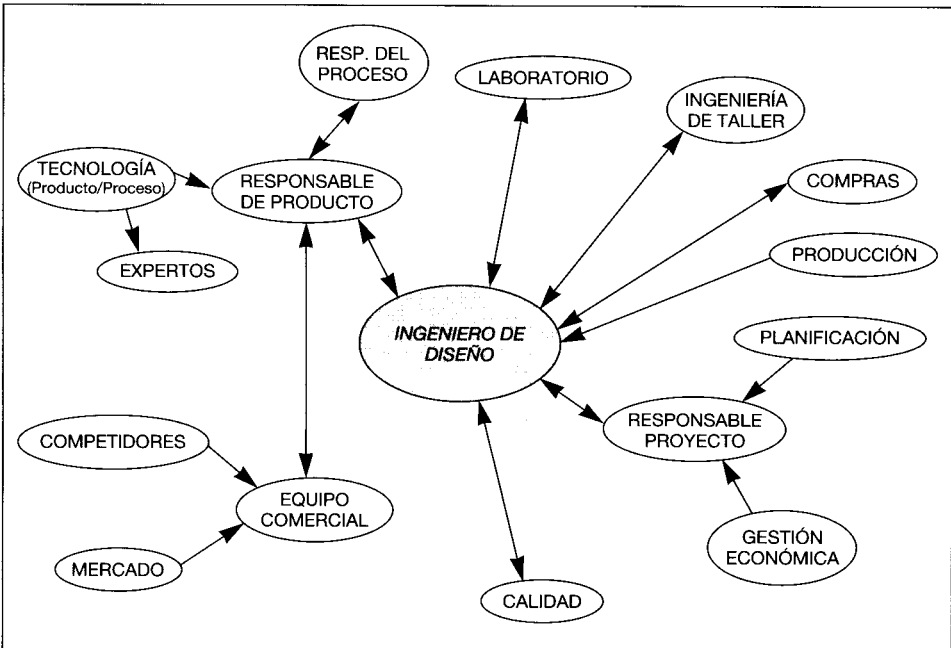 RESP. DEL
PROCESO
LABORATORIO
INGENIERÍA
DE TALLER
TECNOLOGÍA
(Producto/Proceso)
RESPONSABLE
DE PRODUCTO
COMPRAS
EXPERTOS
PRODUCCIÓN
INGENIERO DE
DISEÑO
PLANIFICACIÓN
RESPONSABLE
PROYECTO
COMPETIDORES
EQUIPO
COMERCIAL
GESTIÓN
ECONÓMICA
MERCADO
CALIDAD